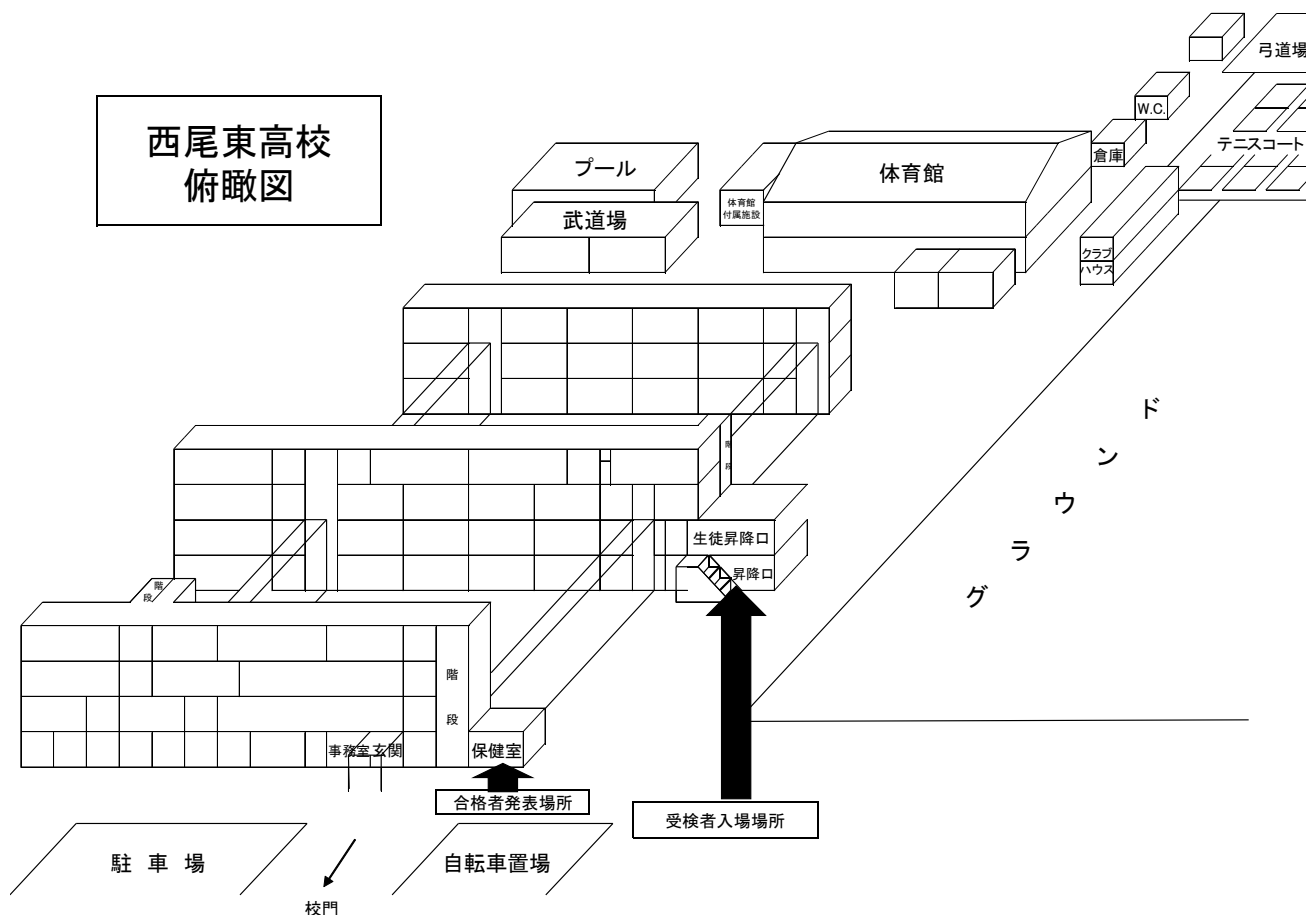 西尾東高校
俯瞰図
弓道場
W.C.
倉庫
テニスコート
プール
体育館
体育館
付属施設
武道場
クラブ
ハウス
グラウンド
階
段
生徒昇降口
昇降口
階
段
階
段
事務室
玄関
保健室
合格者発表場所
受検者入場場所
駐 車 場
自転車置場
校門